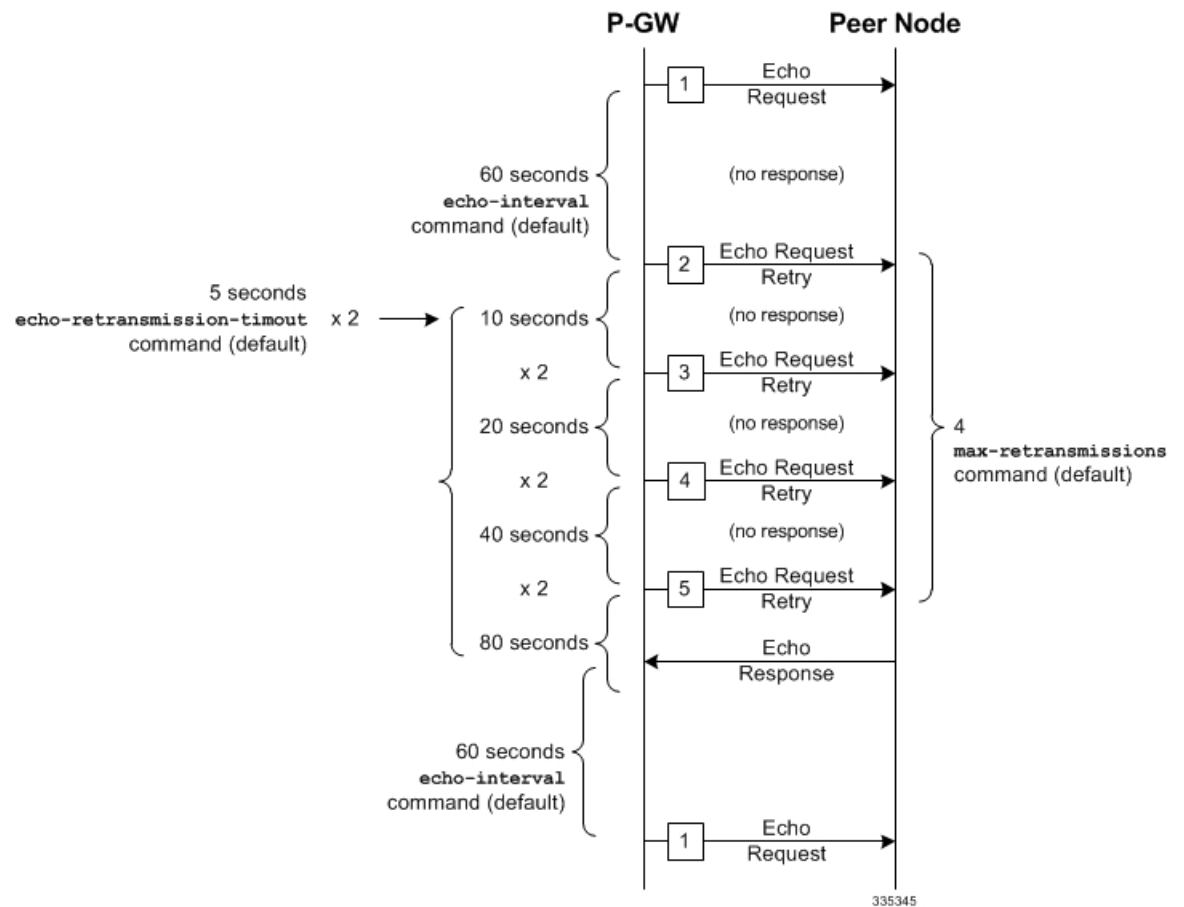 P-GW
Peer Node
1
Echo
Request
60 seconds
echo-interval
command (default)
(no response)
2
Echo Request
Retry
5 seconds
echo-retransmission-timout
command (default)
x 2
10 seconds
(no response)
x 2
3
Echo Request
Retry
20 seconds
(no response)
4
max-retransmissions
command (default)
x 2
4
Echo Request
Retry
40 seconds
(no response)
x 2
5
Echo Request
Retry
80 seconds
Echo
Response
60 seconds
echo-interval
command (default)
1
Echo
Request
335345